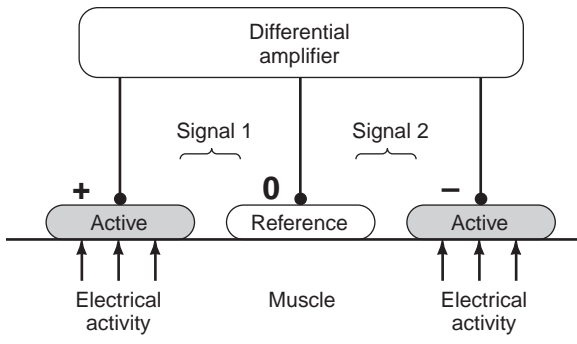 Differential
amplifier
Signal 1
Signal 2
+
0
–
Active
Reference
Active
Electrical
activity
Muscle
Electrical
activity